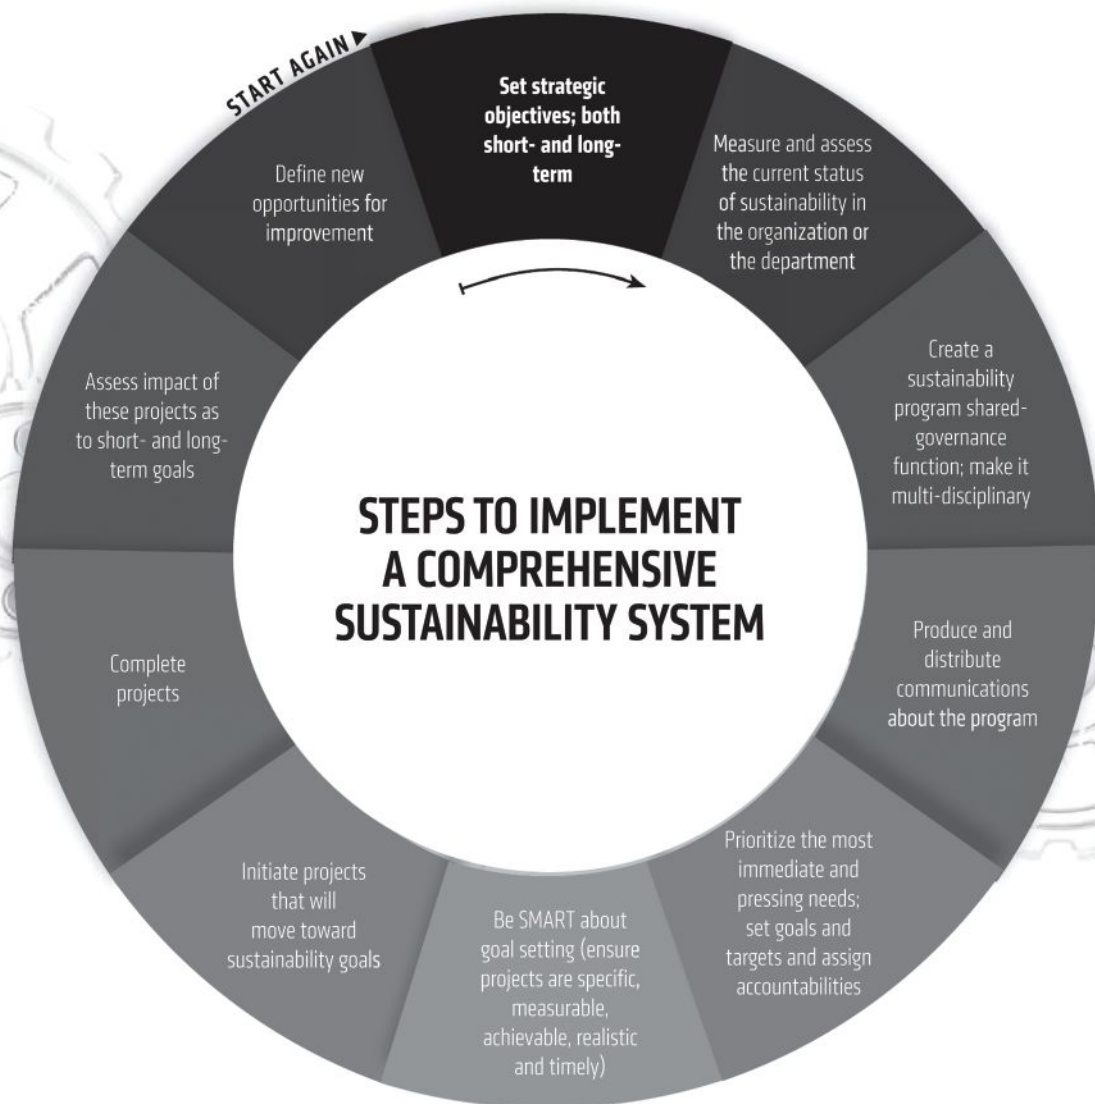 START AGAIN ▶
Set strategic
objectives; both
short- and long-
term
Measure and assess
the current status
of sustainability in
the organization or
the department
Create a
sustainability
program shared-
governance
function; make it
multi-disciplinary
Produce and
distribute
communications
about the program
Prioritize the most
immediate and
pressing needs;
set goals and
targets and assign
accountabilities
Be SMART about
goal setting (ensure
projects are specific,
measurable,
achievable, realistic
and timely)
Initiate projects
that will
move toward
sustainability goals
Complete
projects
Assess impact of
these projects as
to short- and long-
term goals
Define new
opportunities for
improvement
STEPS TO IMPLEMENT
A COMPREHENSIVE
SUSTAINABILITY SYSTEM